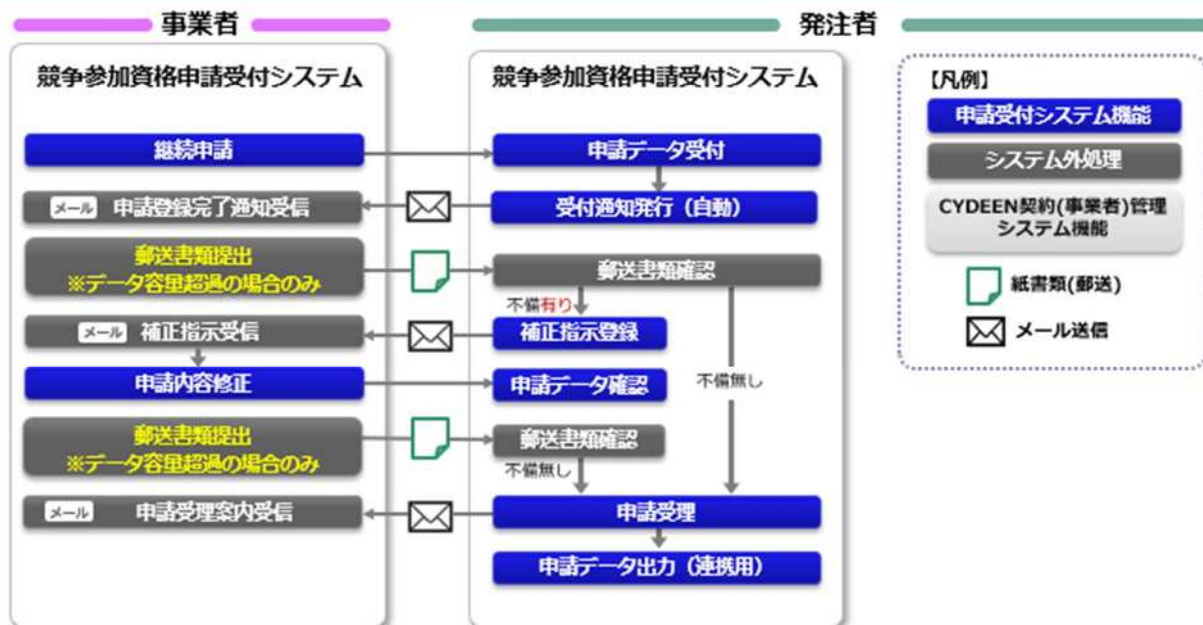 事業者
発注者
競争参加資格申請受付システム
競争参加資格申請受付システム
【凡例】
申請受付システム機能
システム外処理
CYDEEN契約(事業者)管理
システム機能
紙書類(郵送)
メール送信
継続申請
申請データ受付
メール 申請登録完了通知受信
受付通知発行(自動)
郵送書類提出
※データ容量超過の場合のみ
郵送書類確認
不備有り
メール 補正指示受信
補正指示登録
不備無し
申請内容修正
申請データ確認
郵送書類提出
※データ容量超過の場合のみ
郵送書類確認
不備無し
メール 申請受理案内受信
申請受理
申請データ出力(連携用)